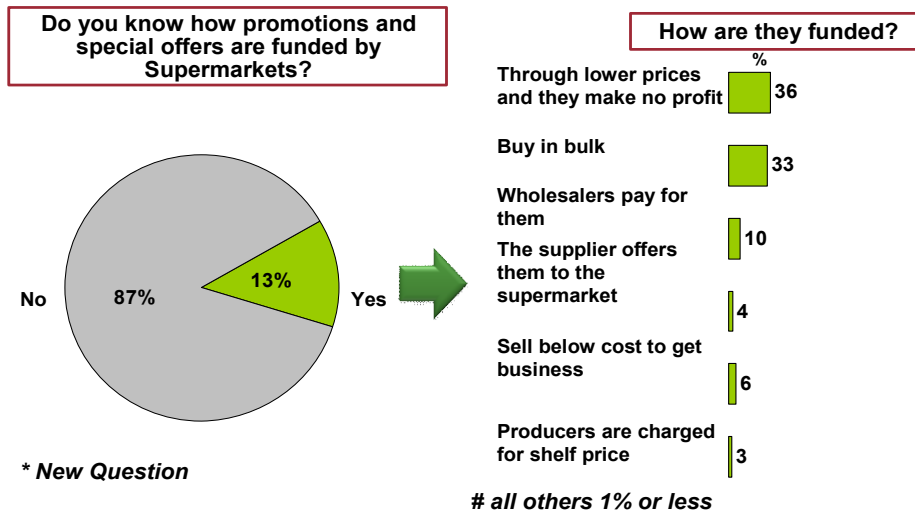 Do you know how promotions and
special offers are funded by
Supermarkets?
No
87%
13%
Yes
* New Question
How are they funded?
%
Through lower prices
and they make no profit
36
Buy in bulk
33
Wholesalers pay for
them
10
The supplier offers
them to the
supermarket
4
Sell below cost to get
business
6
Producers are charged
for shelf price
3
# all others 1% or less